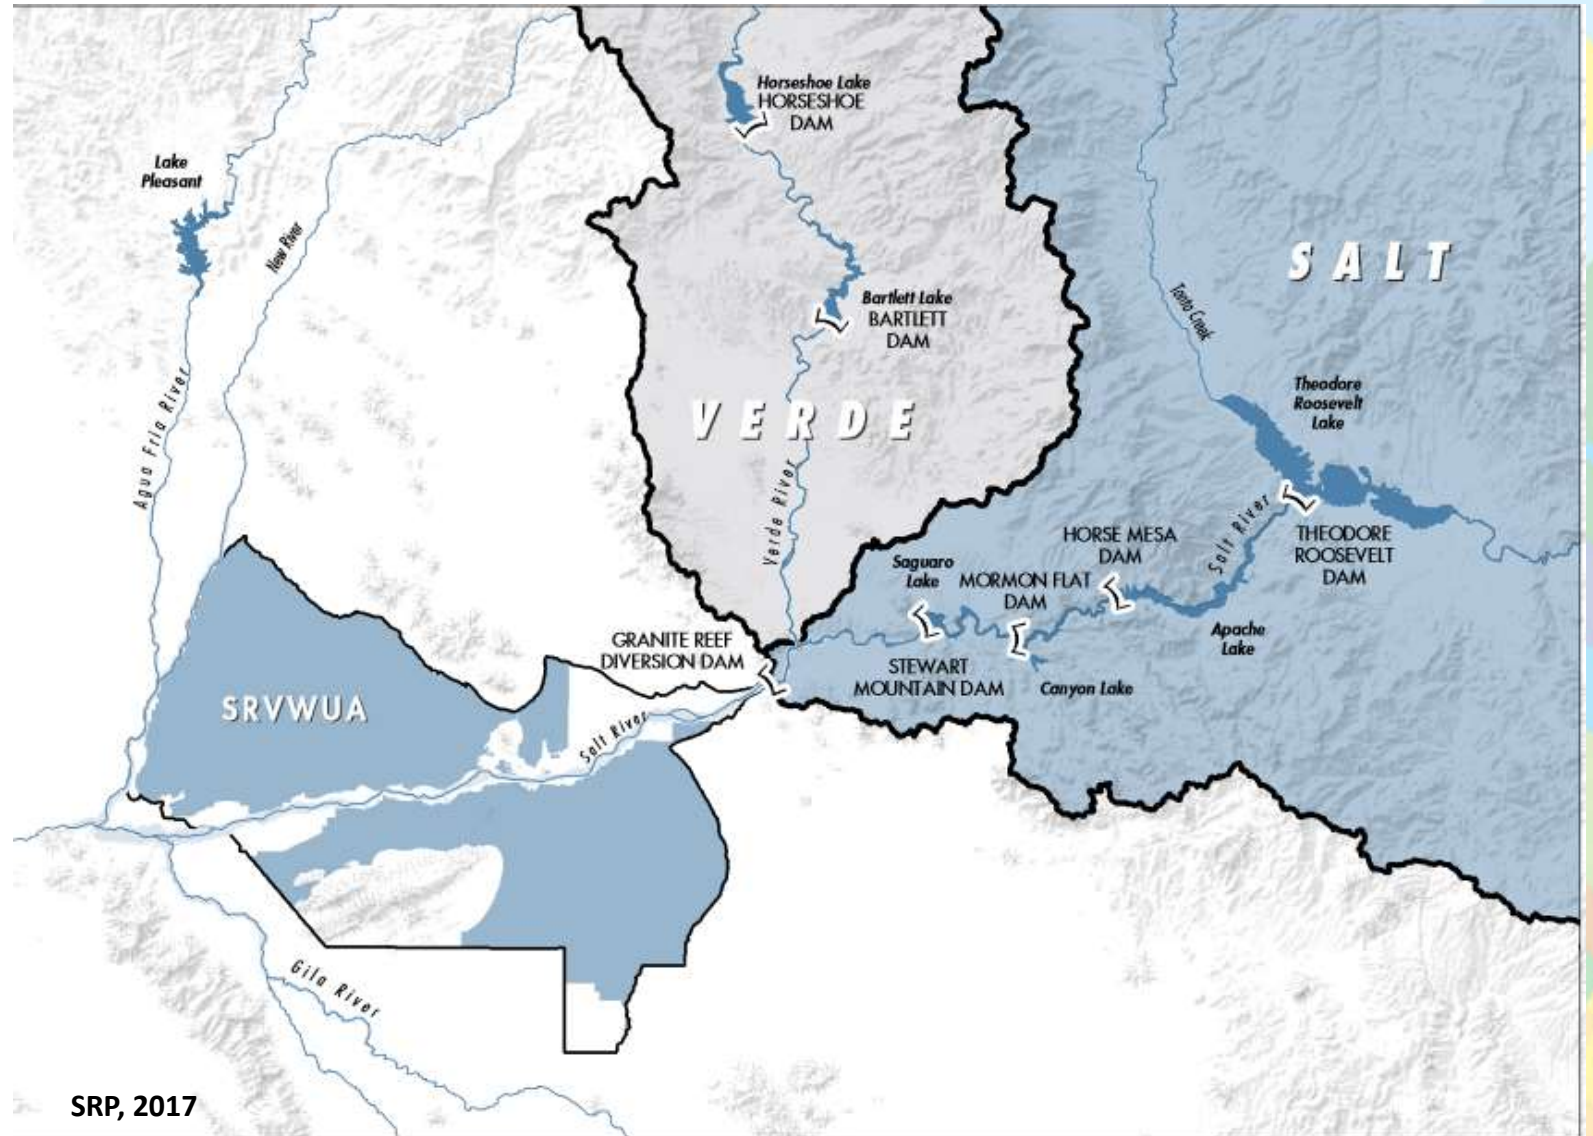 Horseshoe Lake
HORSESHOE
DAM
Lake
Pleasant
New River
SALT
Bartlett Lake
BARTLETT
DAM
Tonto Creek
Agua Fria River
VERDE
Theodore
Roosevelt
Lake
Verde River
Salt River
HORSE MESA
DAM
THEODORE
ROOSEVELT
DAM
Saguaro
Lake
MORMON FLAT
DAM
GRANITE REEF
DIVERSION DAM
Apache
Lake
STEWART
MOUNTAIN DAM
Canyon Lake
SRVWUA
Salt River
Gila River
SRP, 2017